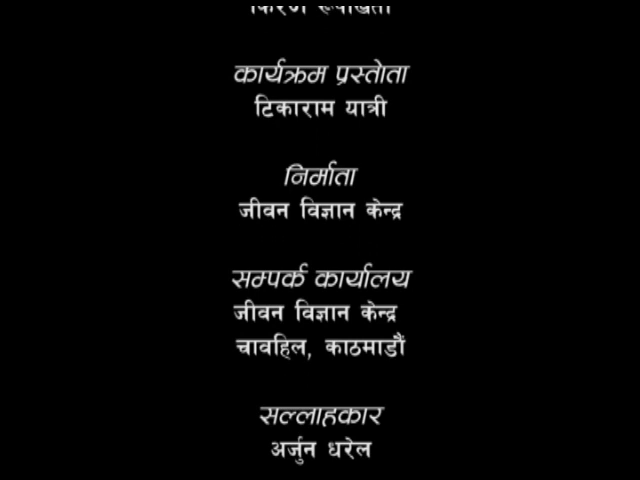 कार्यक्रम प्रस्तोता
टिकाराम यात्री
निर्माता
जीवन विज्ञान केन्द्र
सम्पर्क कार्यालय
जीवन विज्ञान केन्द्र
चावहिल, काठमाडौं
सल्लाहकार
अर्जुन धरेल